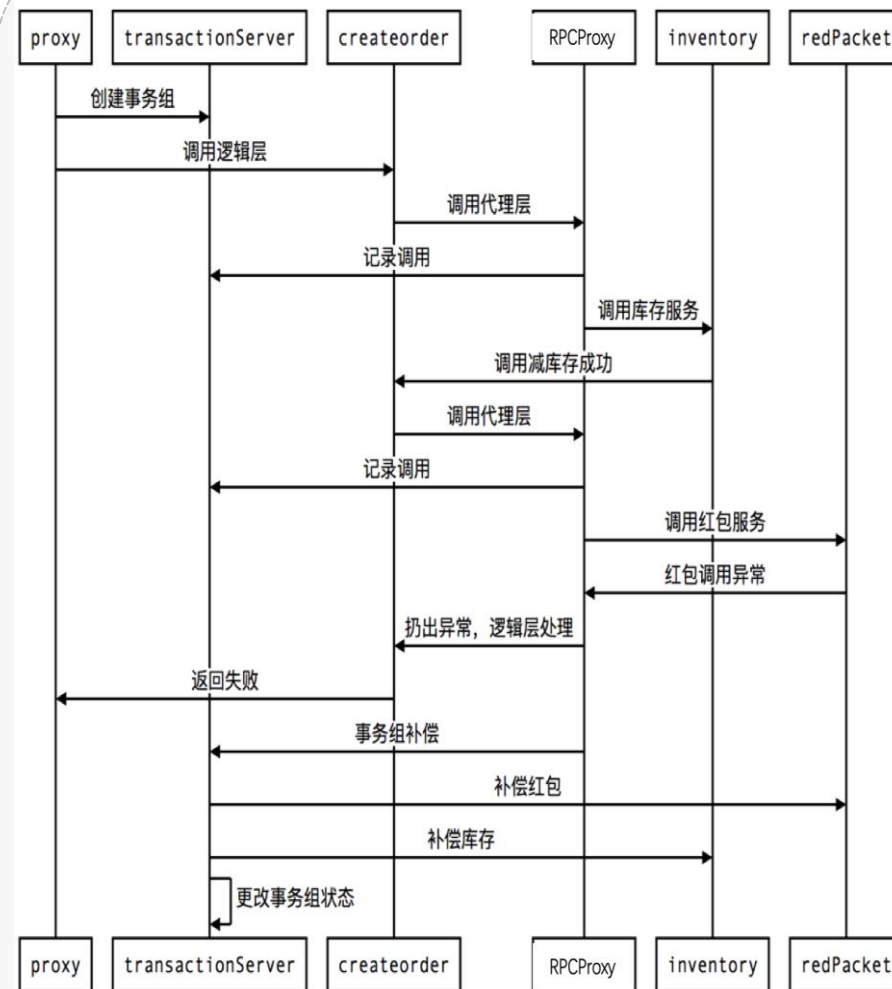 proxy
transactionServer
createorder
RPCProxy
inventory
redPacket
创建事务组
调用逻辑层
调用代理层
记录调用
调用库存服务
调用减库存成功
调用代理层
记录调用
调用红包服务
红包调用异常
扔出异常，逻辑层处理
返回失败
事务组补偿
补偿红包
补偿库存
更改事务组状态
proxy
transactionServer
createorder
RPCProxy
inventory
redPacket